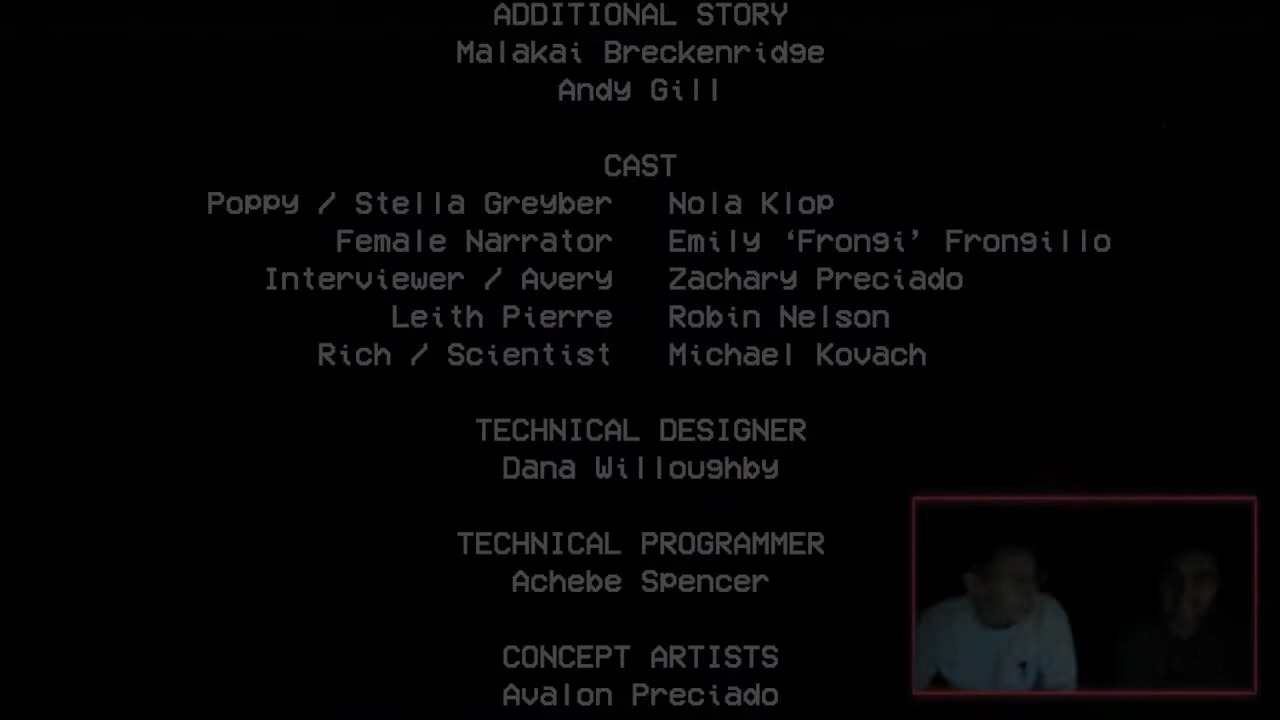 ADDITIONAL STORY
Malakai Breckenridge
Andy Gill
CAST
Poppy / Stella Greyber Nola Klop
Female Narrator Emily ‘Frongi’ Frongillo
Interviewer / Avery Zachary Preciado
Leith Pierre Robin Nelson
Rich / Scientist Michael Kovach
TECHNICAL DESIGNER
Dana Willoughby
TECHNICAL PROGRAMMER
Achebe Spencer
CONCEPT ARTISTS
Avalon Preciado